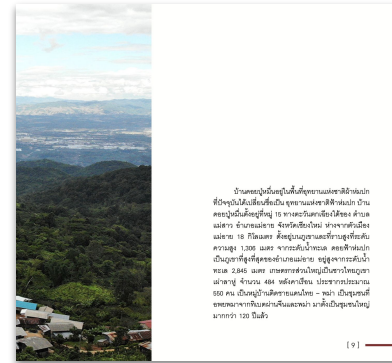 บ้านดอยปู่หมื่นอยู่ในพื้นที่อุทยานแห่งชาติผ้าห่มปก
ที่ปัจจุบันได้เปลี่ยนชื่อเป็น อุทยานแห่งชาติฟ้าห่มปก บ้าน
ดอยปู่หมื่นตั้งอยู่ที่หมู่ 15 ทางตะวันตกเฉียงใต้ของ ตำบล
แม่สาว อำเภอแม่อาย จังหวัดเชียงใหม่ ห่างจากตัวเมือง
แม่อาย 18 กิโลเมตร ตั้งอยู่บนภูเขาและที่ราบสูงที่ระดับ
ความสูง 1,306 เมตร จากระดับน้ำทะเล ดอยฟ้าห่มปก
เป็นภูเขาที่สูงที่สุดของอำเภอแม่อาย อยู่สูงจากระดับน้ำ
ทะเล 2,845 เมตร เกษตรกรส่วนใหญ่เป็นชาวไทยภูเขา
เผ่าลาหู่ จำนวน 484 หลังคาเรือน ประชากรประมาณ
550 คน เป็นหมู่บ้านติดชายแดนไทย – พม่า เป็นชุมชนที่
อพยพมาจากทิเบตผ่านจีนและพม่า มาตั้งเป็นชุมชนใหญ่
มากกว่า 120 ปีแล้ว
[ 9 ]